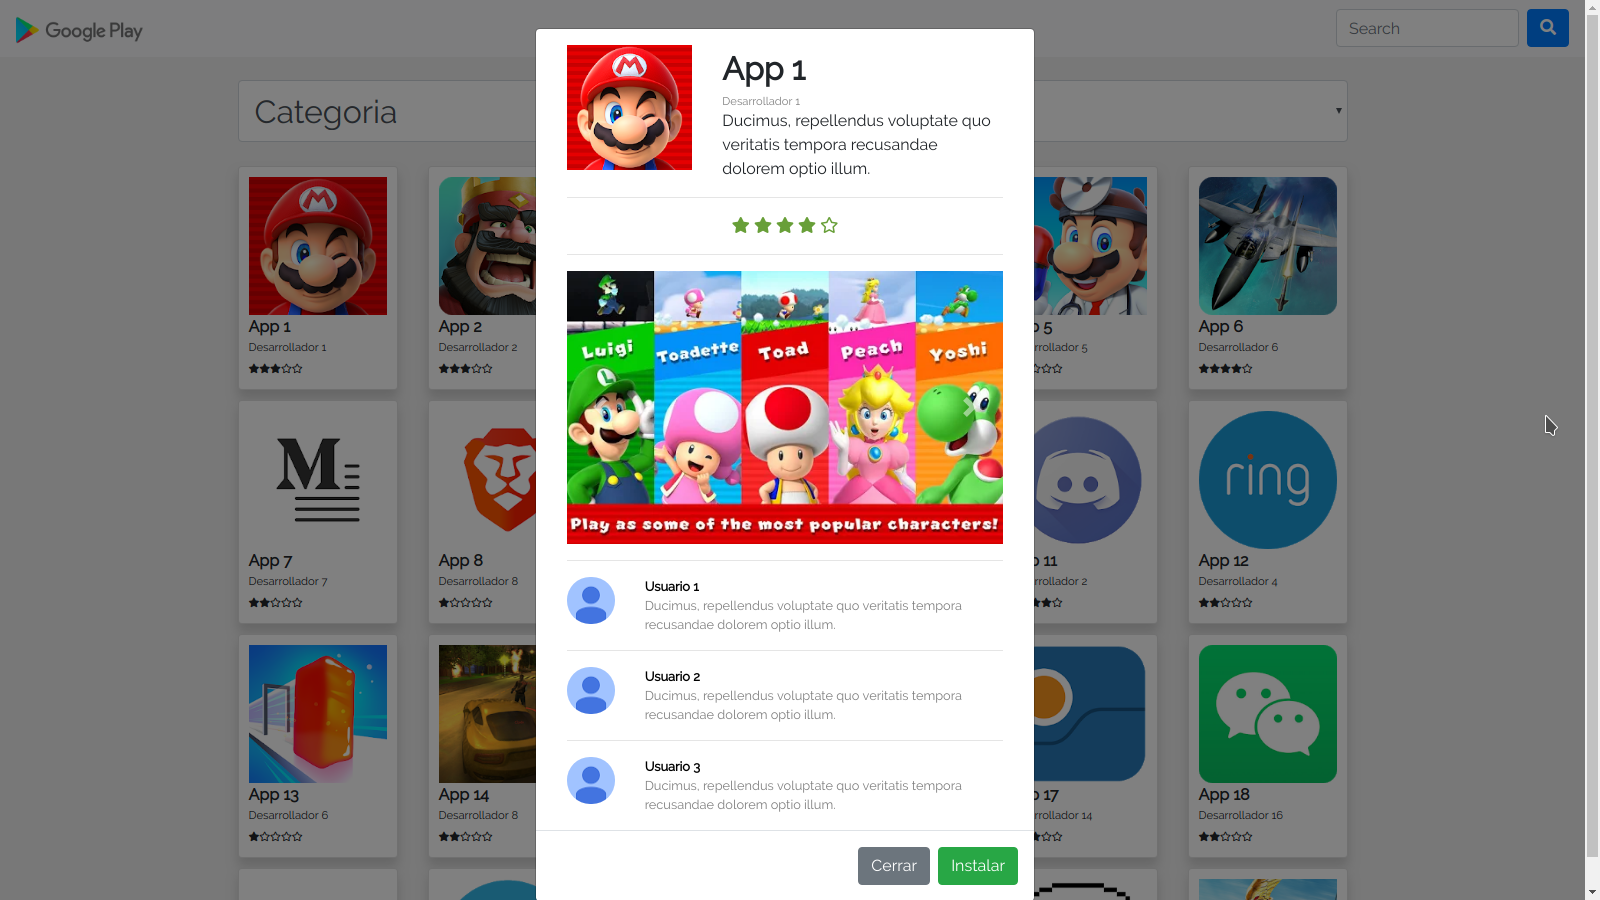 Google Play
Search
Categoria
App 1
Desarrollador 1
Ducimus, repellendus voluptate quo
veritatis tempora recusandae
dolorem optio illum.
Luigi
Toadette
Toad
Peach
Yoshi
Play as some of the most popular characters!
Usuario 1
Ducimus, repellendus voluptate quo veritatis tempora
recusandae dolorem optio illum.
Usuario 2
Ducimus, repellendus voluptate quo veritatis tempora
recusandae dolorem optio illum.
Usuario 3
Ducimus, repellendus voluptate quo veritatis tempora
recusandae dolorem optio illum.
Cerrar
Instalar
App 1
Desarrollador 1
App 2
Desarrollador 2
5
rrollador 5
App 6
Desarrollador 6
M
App 7
Desarrollador 7
App 8
Desarrollador 8
11
rrollador 2
ring
App 12
Desarrollador 4
App 13
Desarrollador 6
App 14
Desarrollador 8
17
rrollador 14
App 18
Desarrollador 16